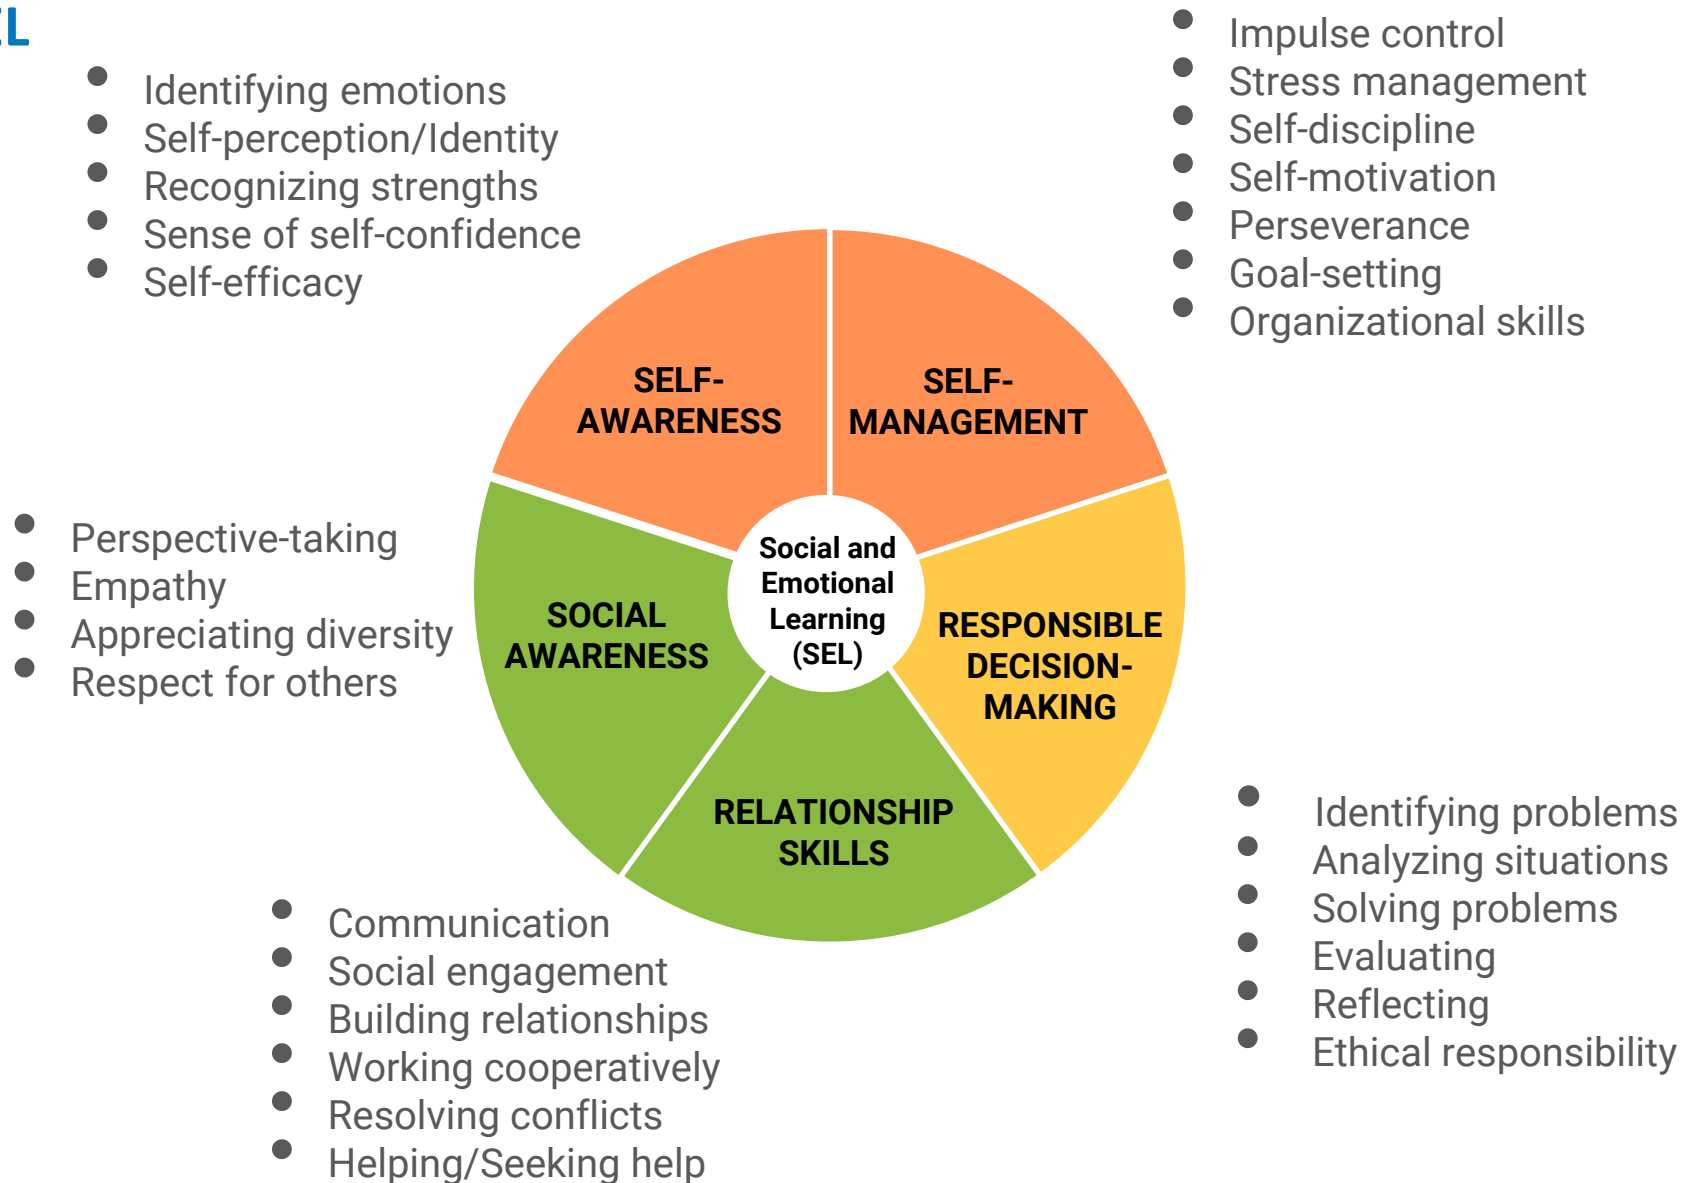 • Identifying emotions
• Self-perception/Identity
• Recognizing strengths
• Sense of self-confidence
• Self-efficacy
• Impulse control
• Stress management
• Self-discipline
• Self-motivation
• Perseverance
• Goal-setting
• Organizational skills
SELF-
AWARENESS
SELF-
MANAGEMENT
• Perspective-taking
• Empathy
• Appreciating diversity
• Respect for others
SOCIAL
AWARENESS
Social and
Emotional
Learning
(SEL)
RESPONSIBLE
DECISION-
MAKING
RELATIONSHIP
SKILLS
• Communication
• Social engagement
• Building relationships
• Working cooperatively
• Resolving conflicts
• Helping/Seeking help
• Identifying problems
• Analyzing situations
• Solving problems
• Evaluating
• Reflecting
• Ethical responsibility